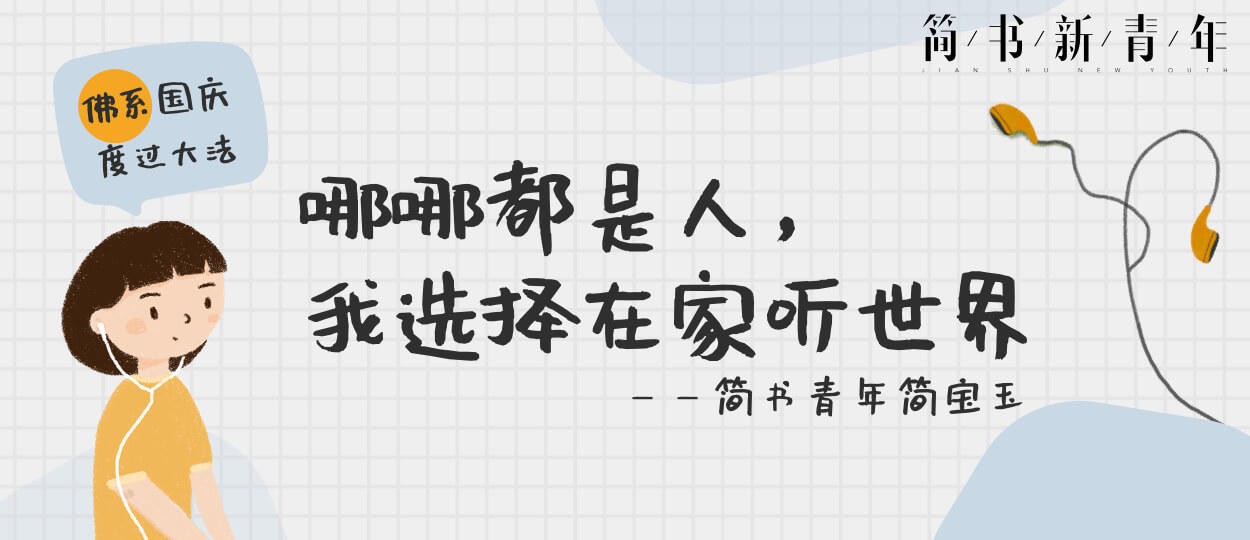 简/书/新/青/年
JIAN SHU NEW YOUTH
佛系国庆
度过大法
哪哪都是人，
我选择在家听世界
——简书青年简宝玉